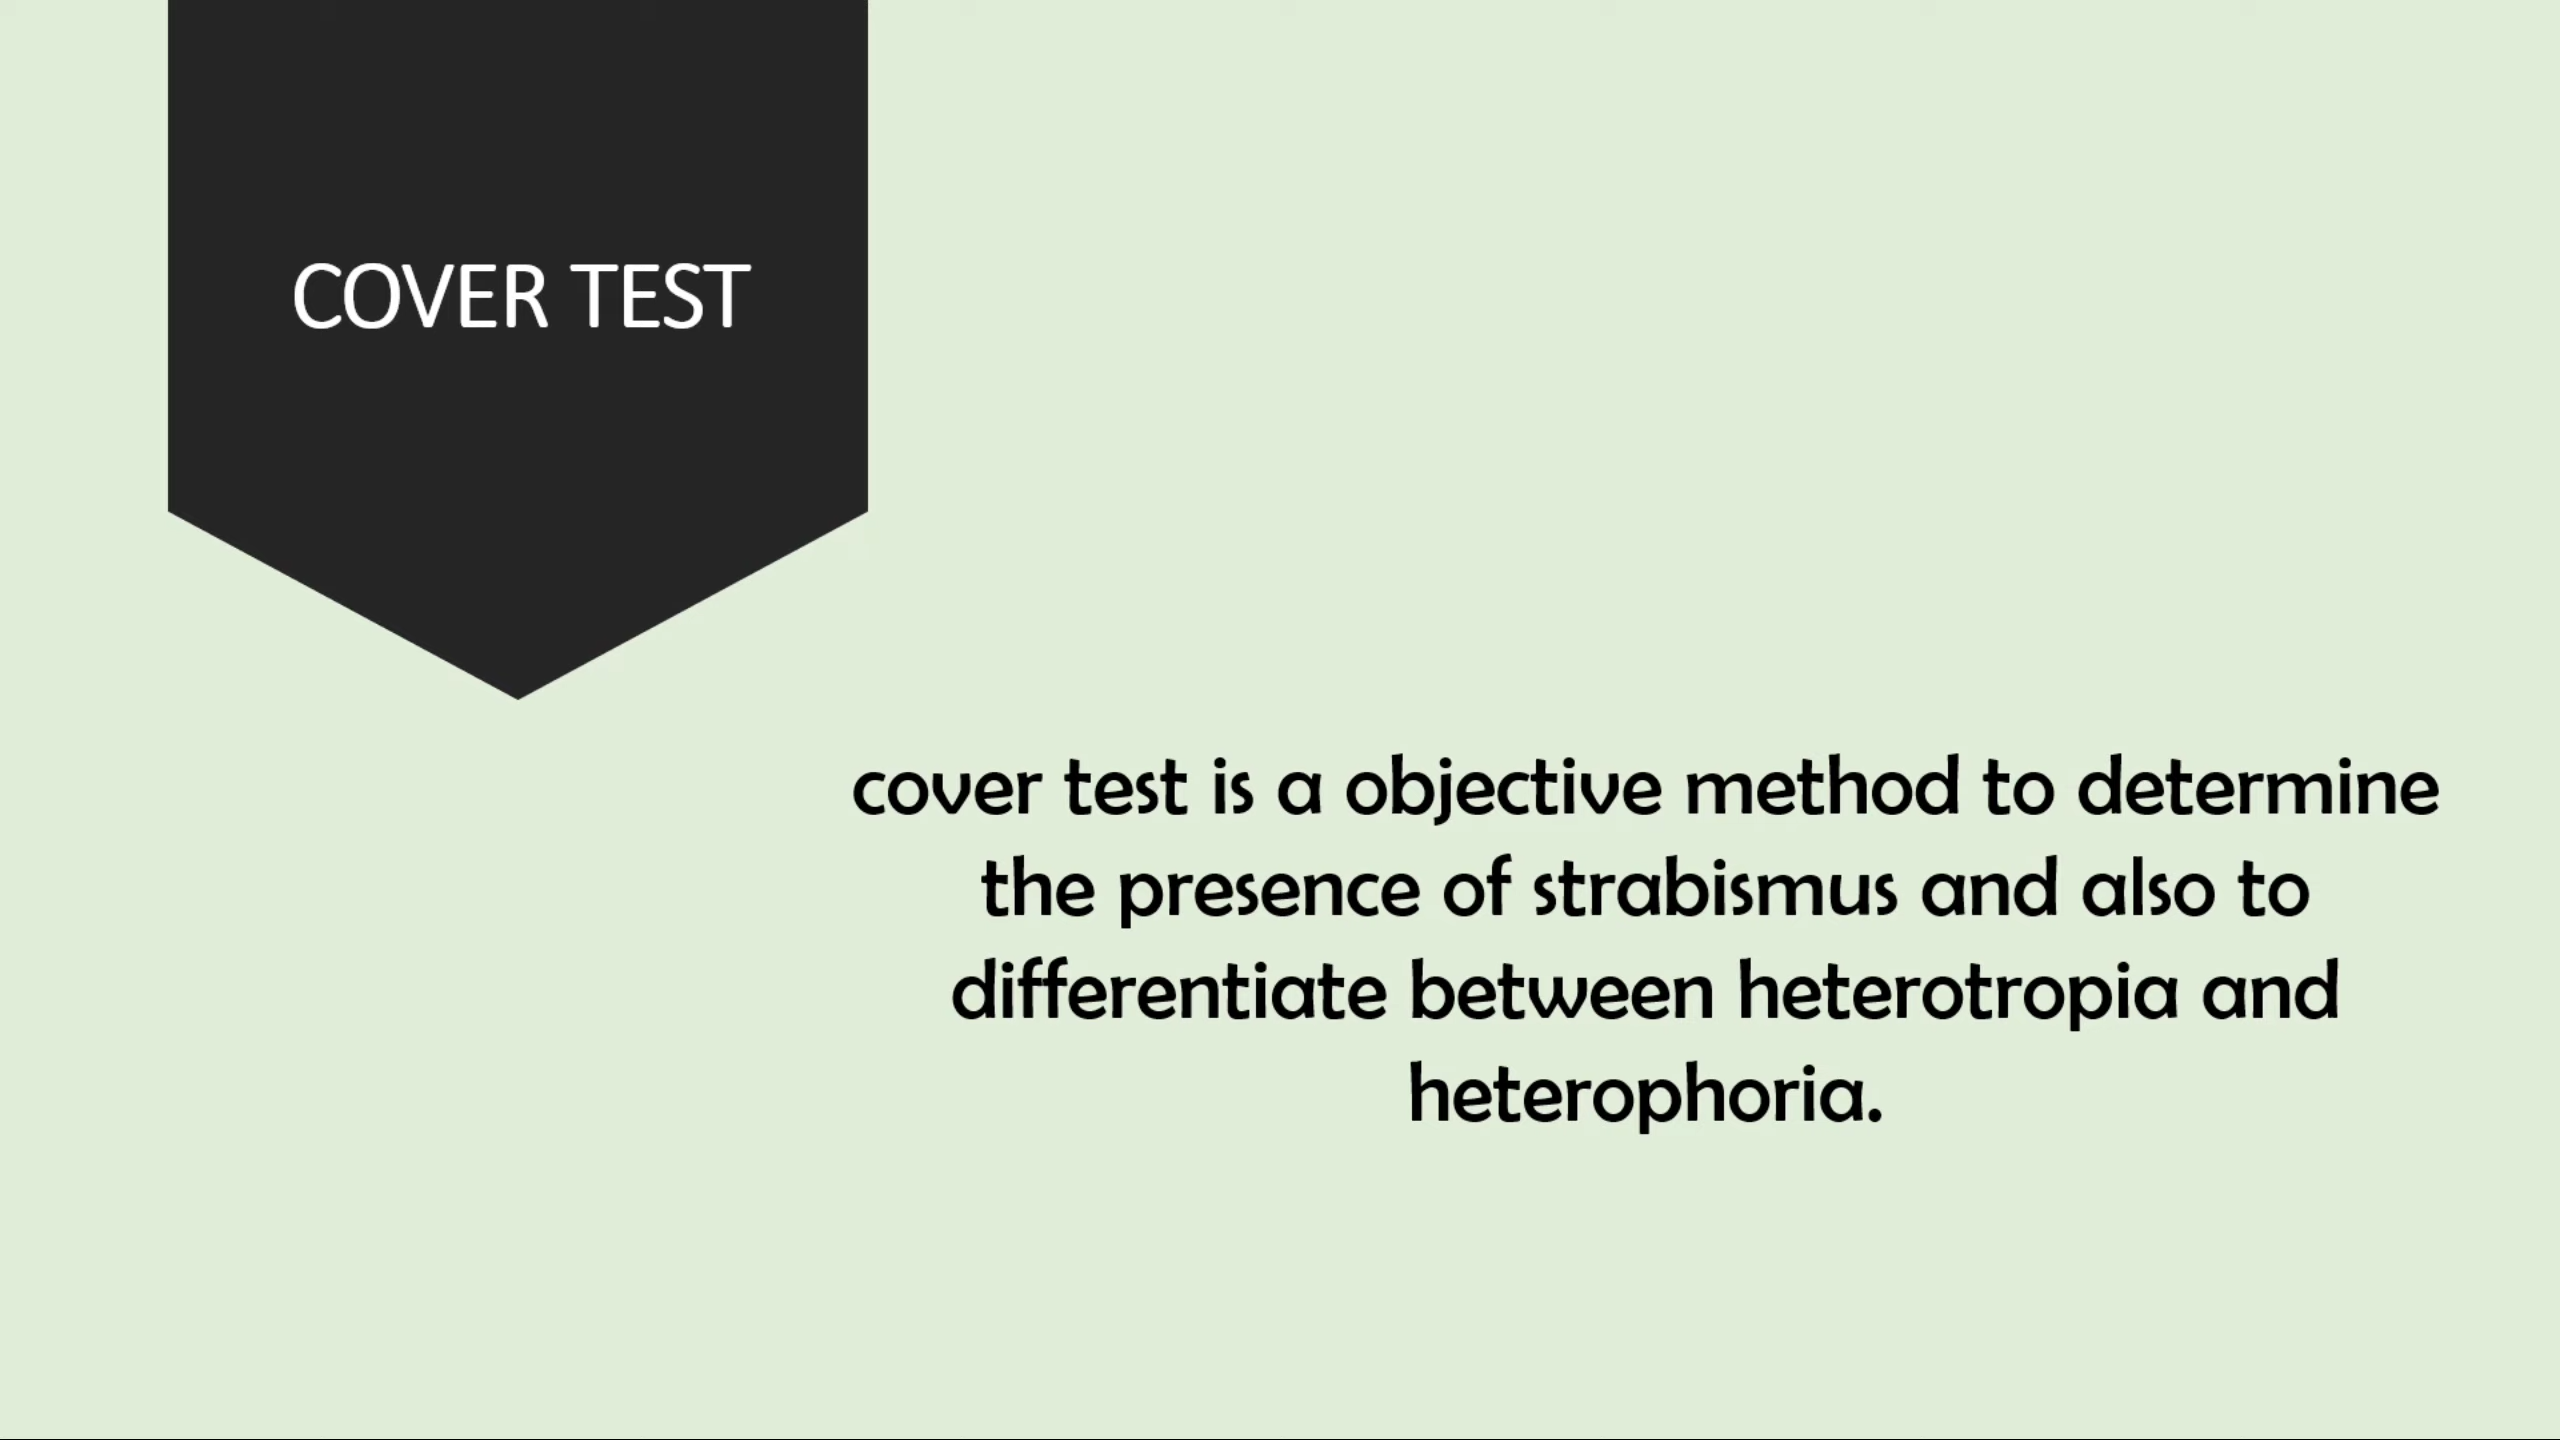 COVER TEST
cover test is a objective method to determine
the presence of strabismus and also to
differentiate between heterotropia and
heterophoria.